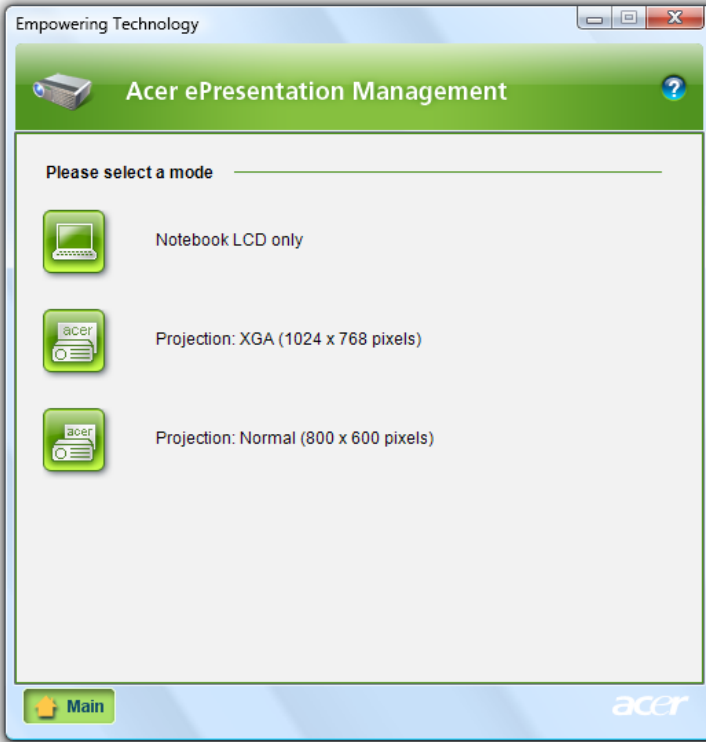 Empowering Technology
Acer ePresentation Management
?
Please select a mode
Notebook LCD only
acer
Projection: XGA (1024 x 768 pixels)
acer
Projection: Normal (800 x 600 pixels)
Main
acer